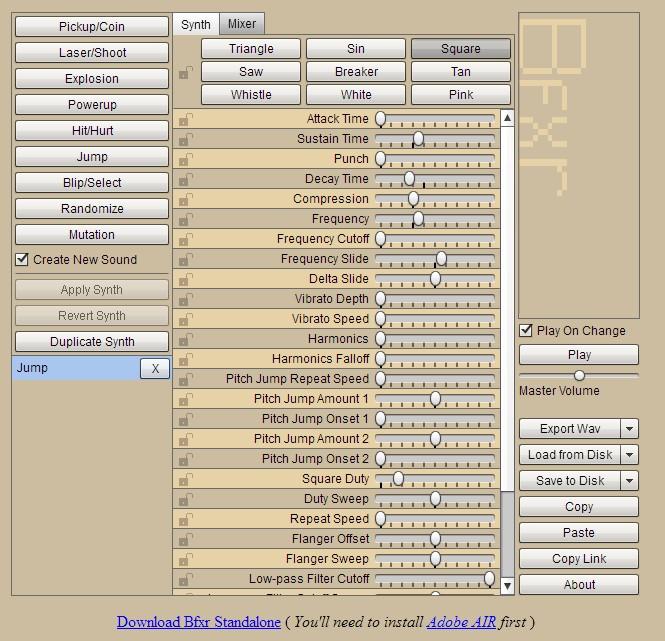 Pickup/Coin
Laser/Shoot
Explosion
Powerup
Hit/Hurt
Jump
Blip/Select
Randomize
Mutation
Create New Sound
Apply Synth
Revert Synth
Duplicate Synth
Jump X
Synth Mixer
Triangle Sin Square
Saw Breaker Tan
Whistle White Pink
Attack Time
Sustain Time
Punch
Decay Time
Compression
Frequency
Frequency Cutoff
Frequency Slide
Delta Slide
Vibrato Depth
Vibrato Speed
Harmonics
Harmonics Falloff
Pitch Jump Repeat Speed
Pitch Jump Amount 1
Pitch Jump Onset 1
Pitch Jump Amount 2
Pitch Jump Onset 2
Square Duty
Duty Sweep
Repeat Speed
Flanger Offset
Flanger Sweep
Low-pass Filter Cutoff
Bfxr
Play On Change
Play
Master Volume
Export Wav
Load from Disk
Save to Disk
Copy
Paste
Copy Link
About
Download Bfxr Standalone ( You'll need to install Adobe AIR first )